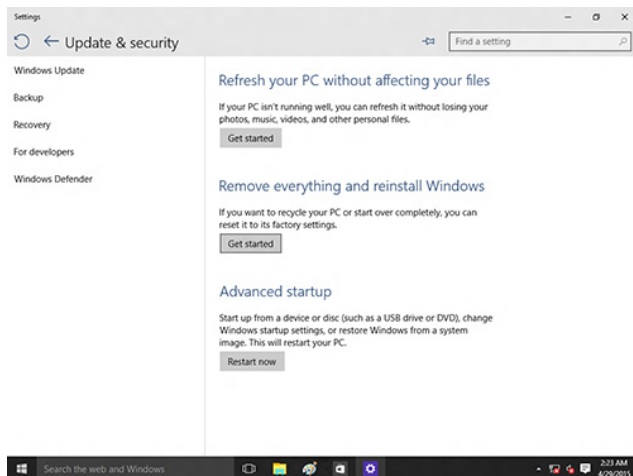 Settings
Update & security
Find a setting
Windows Update
Backup
Recovery
For developers
Windows Defender
Refresh your PC without affecting your files
If your PC isn't running well, you can refresh it without losing your
photos, music, videos, and other personal files.
Get started
Remove everything and reinstall Windows
If you want to recycle your PC or start over completely, you can
reset it to its factory settings.
Get started
Advanced startup
Start up from a device or disc (such as a USB drive or DVD), change
Windows startup settings, or restore Windows from a system
image. This will restart your PC.
Restart now
Search the web and Windows
2:23 AM
4/29/2015